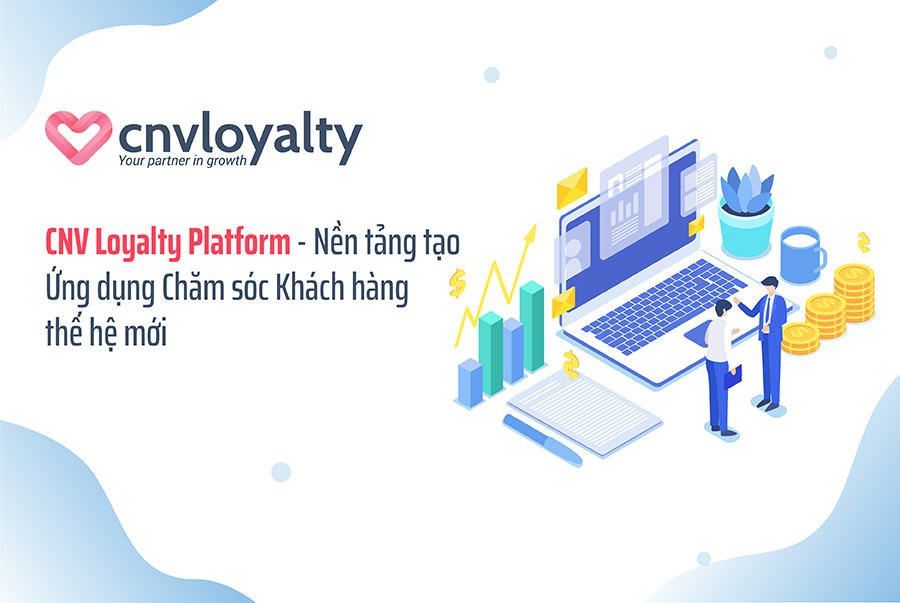 cnvloyalty
Your partner in growth
CNV Loyalty Platform - Nền tảng tạo
Ứng dụng Chăm sóc Khách hàng
thế hệ mới